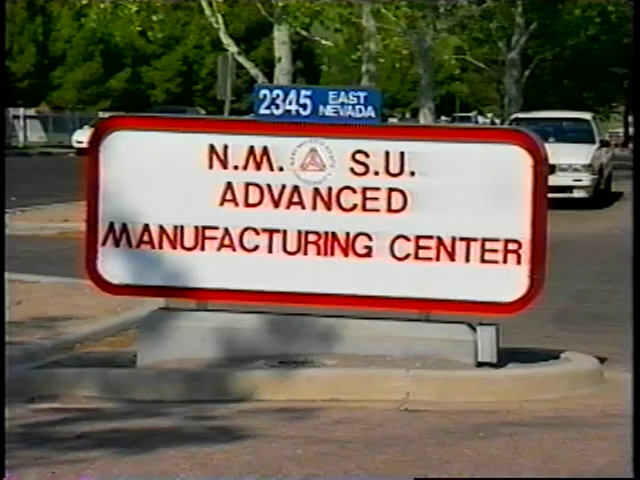 2345 EAST NEVADA
N.M. S.U.
ADVANCED
MANUFACTURING CENTER